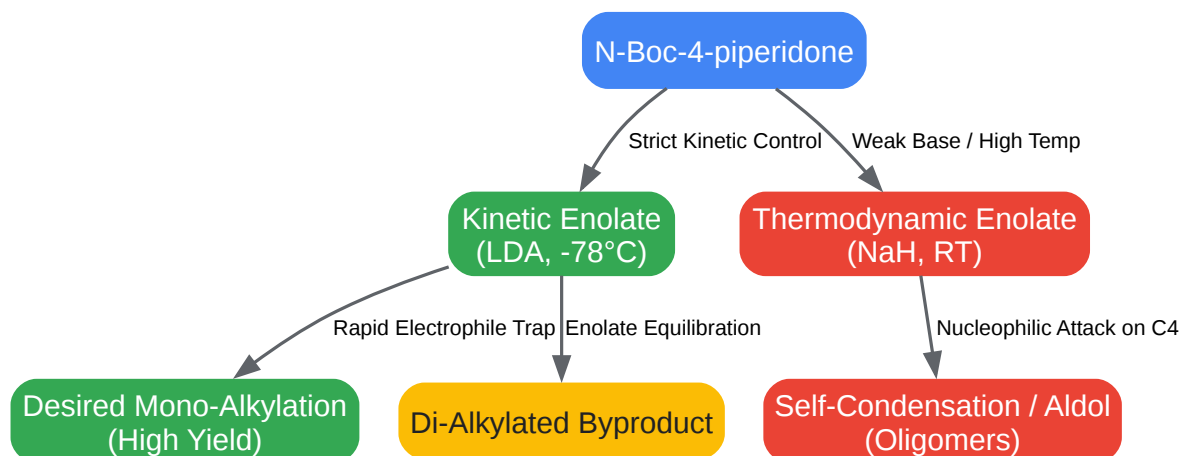 N-Boc-4-piperidone
Strict Kinetic Control
Weak Base / High Temp
Kinetic Enolate
(LDA, -78°C)
Thermodynamic Enolate
(NaH, RT)
Rapid Electrophile Trap
Enolate Equilibration
Nucleophilic Attack on C4
Desired Mono-Alkylation
(High Yield)
Di-Alkylated Byproduct
Self-Condensation / Aldol
(Oligomers)